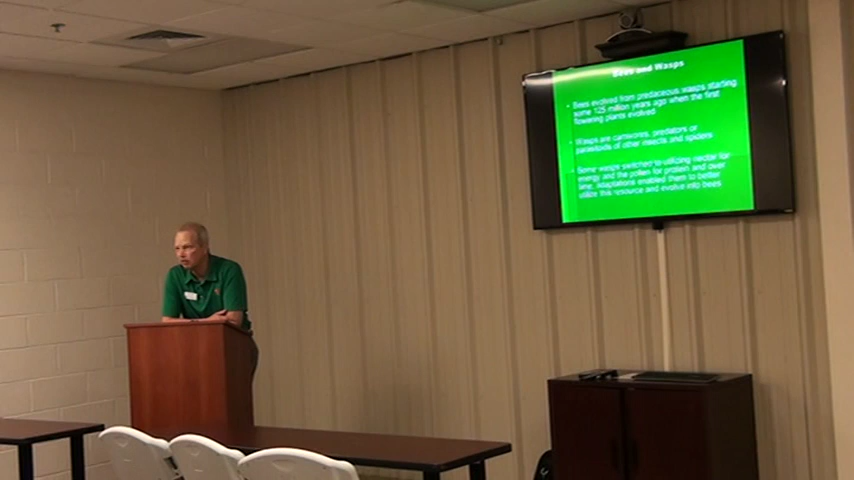 Bees and Wasps
• Bees evolved from predaceous wasps starting
some 125 million years ago when the first
flowering plants evolved
• Wasps are carnivores, predators or
parasitoids of other insects and spiders
• Some wasps switched to utilizing nectar for
energy and the pollen for protein and over
time, adaptations enabled them to better
utilize this resource and evolve into bees